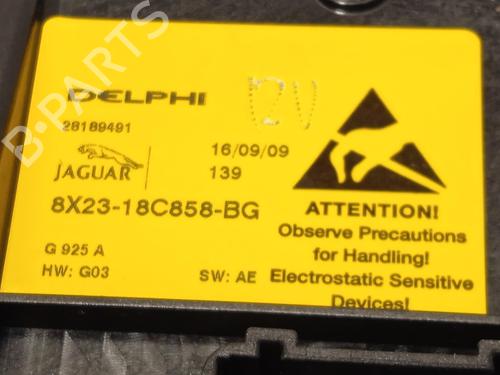 B-PARTS
DELPHI
28189491
JAGUAR
16/09/09
139
8X23-18C858-BG
G 925 A
HW: G03
SW: AE
ATTENTION!
Observe Precautions
for Handling!
Electrostatic Sensitive
Devices!